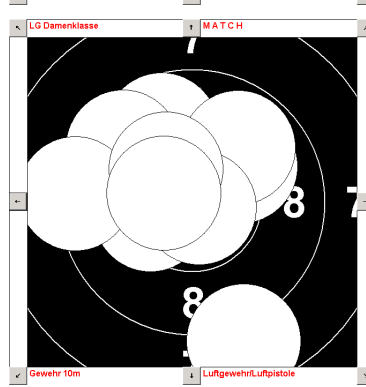 LG Damenklasse
M A T C H
7
8 7
8
Gewehr 10m
Luftgewehr/Luftpistole